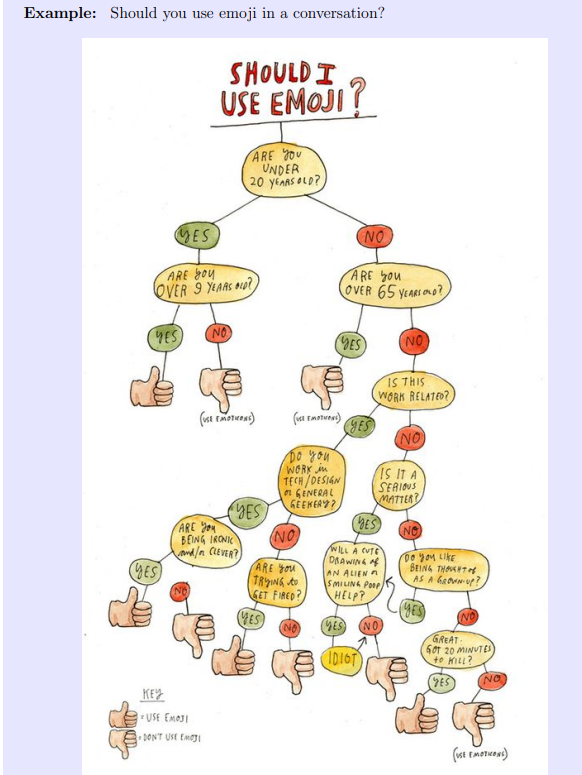 Example: Should you use emoji in a conversation?
SHOULD I
USE EMOJI?
ARE YOU
UNDER
20 YEARS OLD?
YES
NO
ARE YOU
OVER 9 YEARS OLD?
ARE YOU
OVER 65 YEARS OLD?
YES
NO
YES
NO
(USE EMOTICONS)
(USE EMOTICONS)
IS THIS
WORK RELATED?
YES
NO
DO YOU
WORK in
TECH/DESIGN
or GENERAL
GEEKERY?
IS IT A
SERIOUS
MATTER?
YES
NO
YES
NO
ARE YOU
BEING IRONIC
and/or CLEVER?
ARE YOU
TRYING to
GET FIRED?
WILL A CUTE
DRAWING of
AN ALIEN or
SMILING POOP
HELP?
DO YOU LIKE
BEING THOUGHT of
AS A GROWNUP?
YES
NO
YES
NO
YES
NO
YES
NO
IDIOT
GREAT.
GOT 20 MINUTES
to KILL?
YES
NO
(USE EMOTICONS)
KEY
= USE EMOJI
= DON'T USE EMOJI